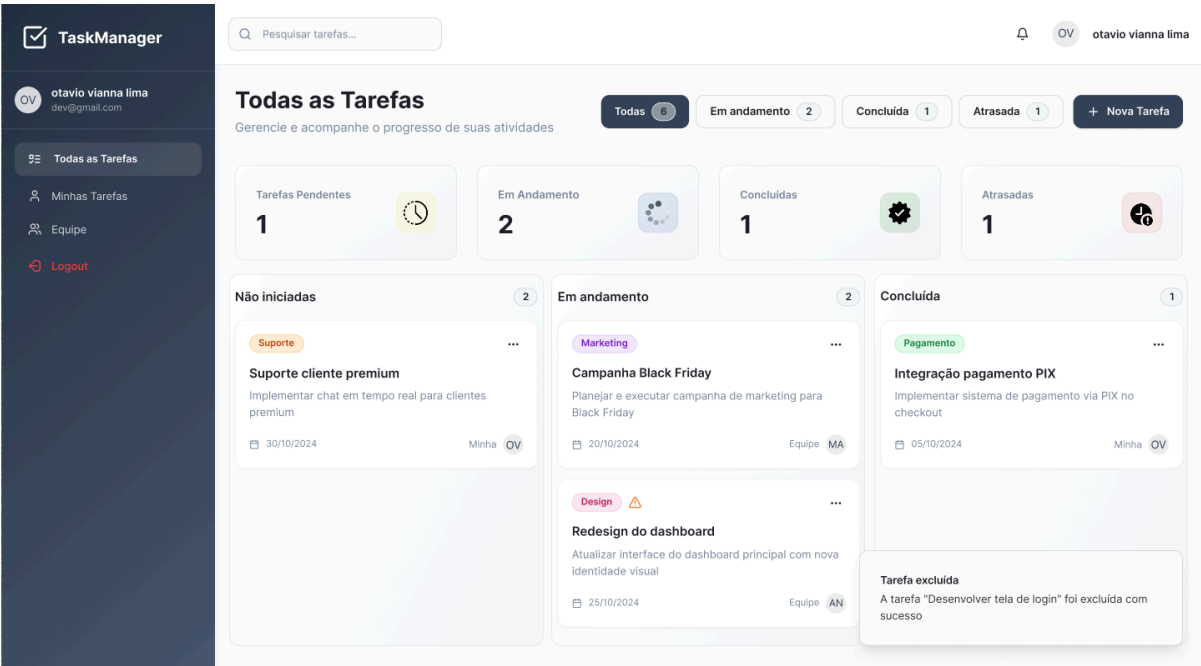 TaskManager
Pesquisar tarefas...
OV
otavio vianna lima
OV
otavio vianna lima
dev@gmail.com
Todas as Tarefas
Minhas Tarefas
Equipe
Logout
Todas as Tarefas
Gerencie e acompanhe o progresso de suas atividades
Todas 6
Em andamento 2
Concluída 1
Atrasada 1
+ Nova Tarefa
Tarefas Pendentes
1
Em Andamento
2
Concluídas
1
Atrasadas
1
Não iniciadas 2
Suporte
...
Suporte cliente premium
Implementar chat em tempo real para clientes
premium
30/10/2024 Minha OV
Em andamento 2
Marketing
...
Campanha Black Friday
Planejar e executar campanha de marketing para
Black Friday
20/10/2024 Equipe MA
Design
...
Redesign do dashboard
Atualizar interface do dashboard principal com nova
identidade visual
25/10/2024 Equipe AN
Concluída 1
Pagamento
...
Integração pagamento PIX
Implementar sistema de pagamento via PIX no
checkout
05/10/2024 Minha OV
Tarefa excluída
A tarefa "Desenvolver tela de login" foi excluída com
sucesso